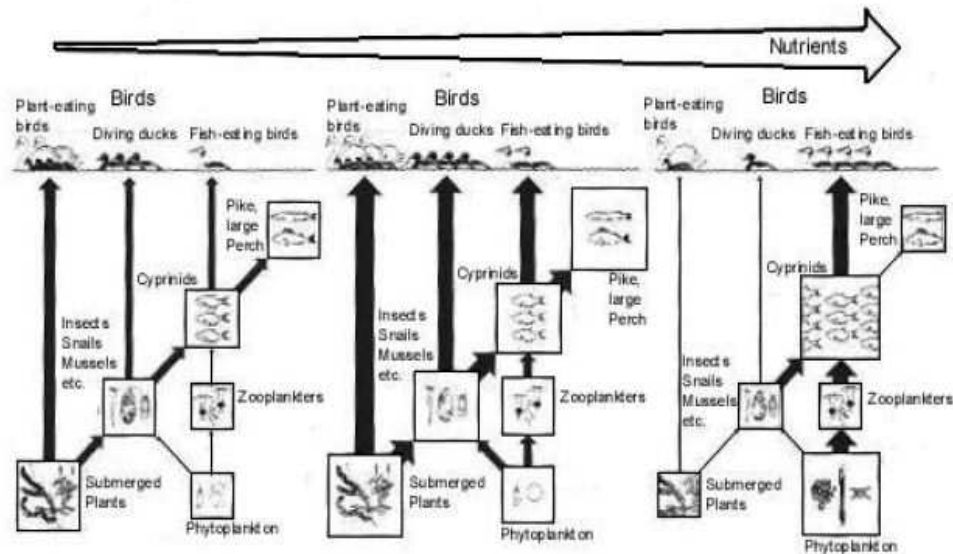 Nutrients
Birds
Plant-eating
birds
Diving ducks
Fish-eating birds
Pike,
large
Perch
Cyprinids
Insects
Snails
Mussels
etc.
Zooplankters
Submerged
Plants
Phytoplankton
Birds
Plant-eating
birds
Diving ducks
Fish-eating birds
Cyprinids
Pike,
large
Perch
Insects
Snails
Mussels
etc.
Zooplankters
Submerged
Plants
Phytoplankton
Birds
Plant-eating
birds
Diving ducks
Fish-eating birds
Pike,
large
Perch
Cyprinids
Insects
Snails
Mussels
etc.
Zooplankters
Submerged
Plants
Phytoplankton